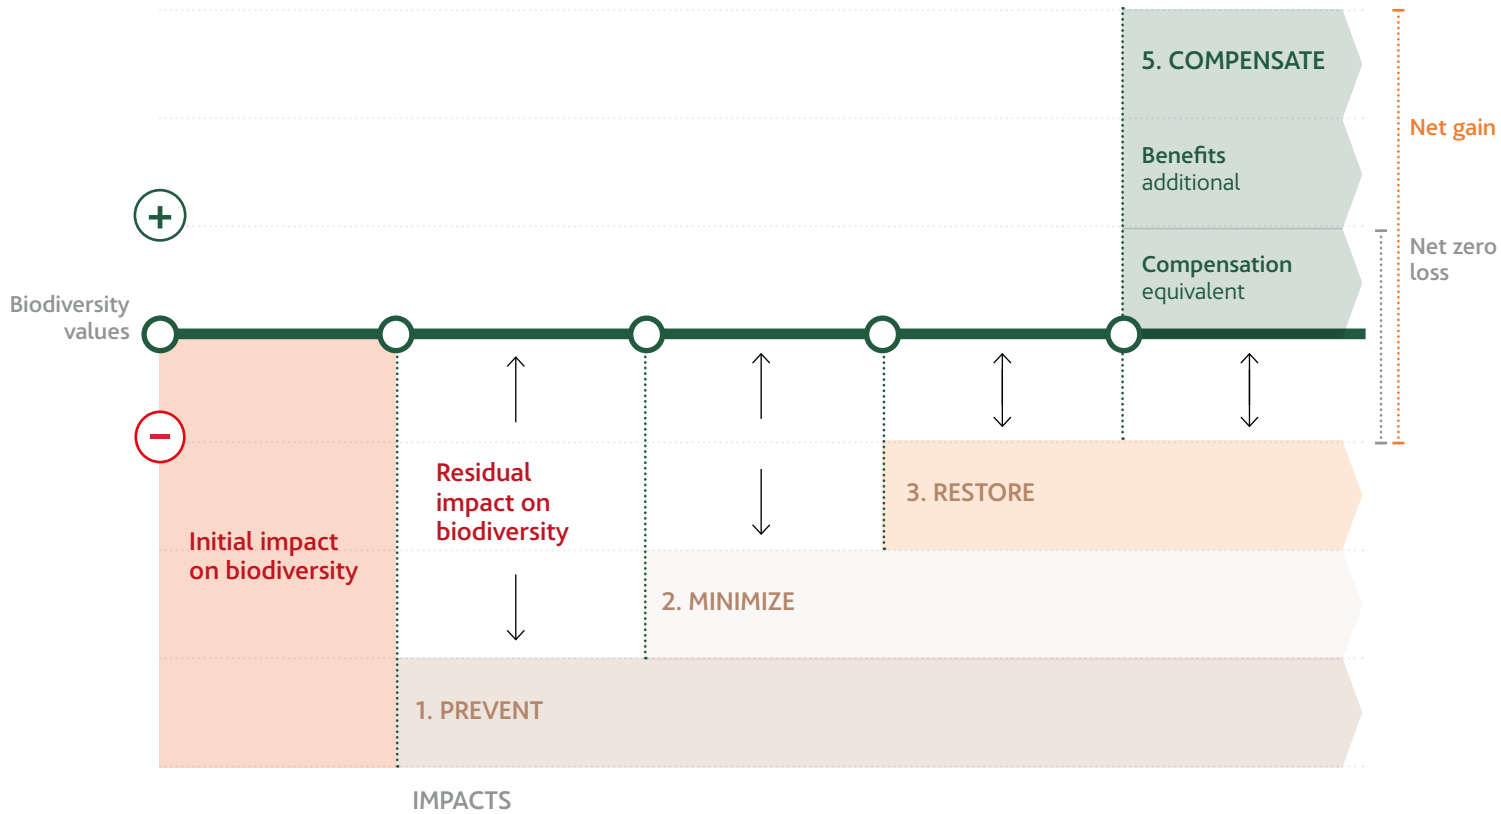 5. COMPENSATE
Net gain
Benefits
additional
+
Net zero
loss
Compensation
equivalent
Biodiversity
values
−
Residual
impact on
biodiversity
3. RESTORE
Initial impact
on biodiversity
2. MINIMIZE
1. PREVENT
IMPACTS